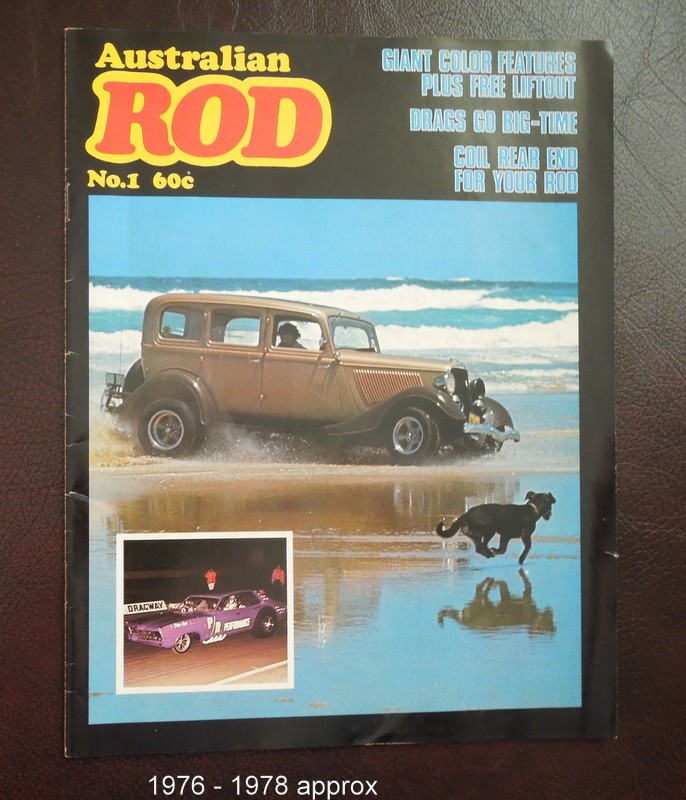 Australian
ROD
No.1 60c
GIANT COLOR FEATURES
PLUS FREE LIFTOUT
DRAGS GO BIG-TIME
COIL REAR END
FOR YOUR ROD
DRAGWAY
PERFORMANCE
1976 - 1978 approx